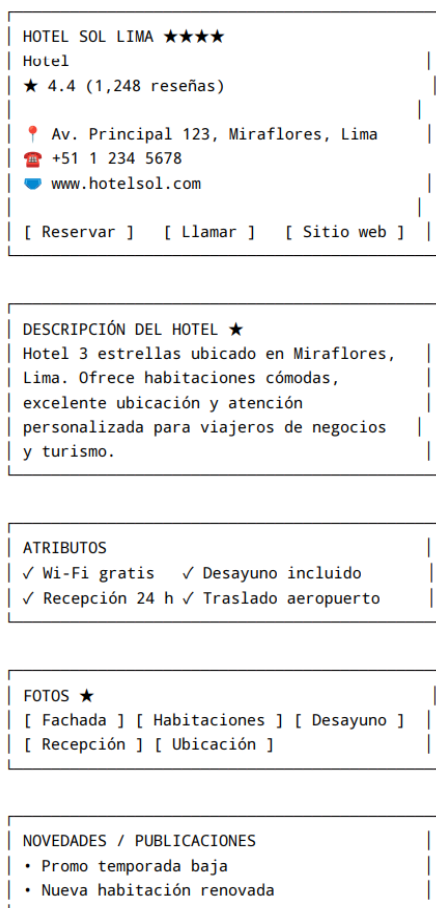 HOTEL SOL LIMA ★★★★
Hotel
★ 4.4 (1,248 reseñas)
📍 Av. Principal 123, Miraflores, Lima
☎️ +51 1 234 5678
www.hotelsol.com
[ Reservar ] [ Llamar ] [ Sitio web ]
DESCRIPCIÓN DEL HOTEL ★
Hotel 3 estrellas ubicado en Miraflores,
Lima. Ofrece habitaciones cómodas,
excelente ubicación y atención
personalizada para viajeros de negocios
y turismo.
ATRIBUTOS
✓ Wi-Fi gratis ✓ Desayuno incluido
✓ Recepción 24 h ✓ Traslado aeropuerto
FOTOS ★
[ Fachada ] [ Habitaciones ] [ Desayuno ]
[ Recepción ] [ Ubicación ]
NOVEDADES / PUBLICACIONES
• Promo temporada baja
• Nueva habitación renovada